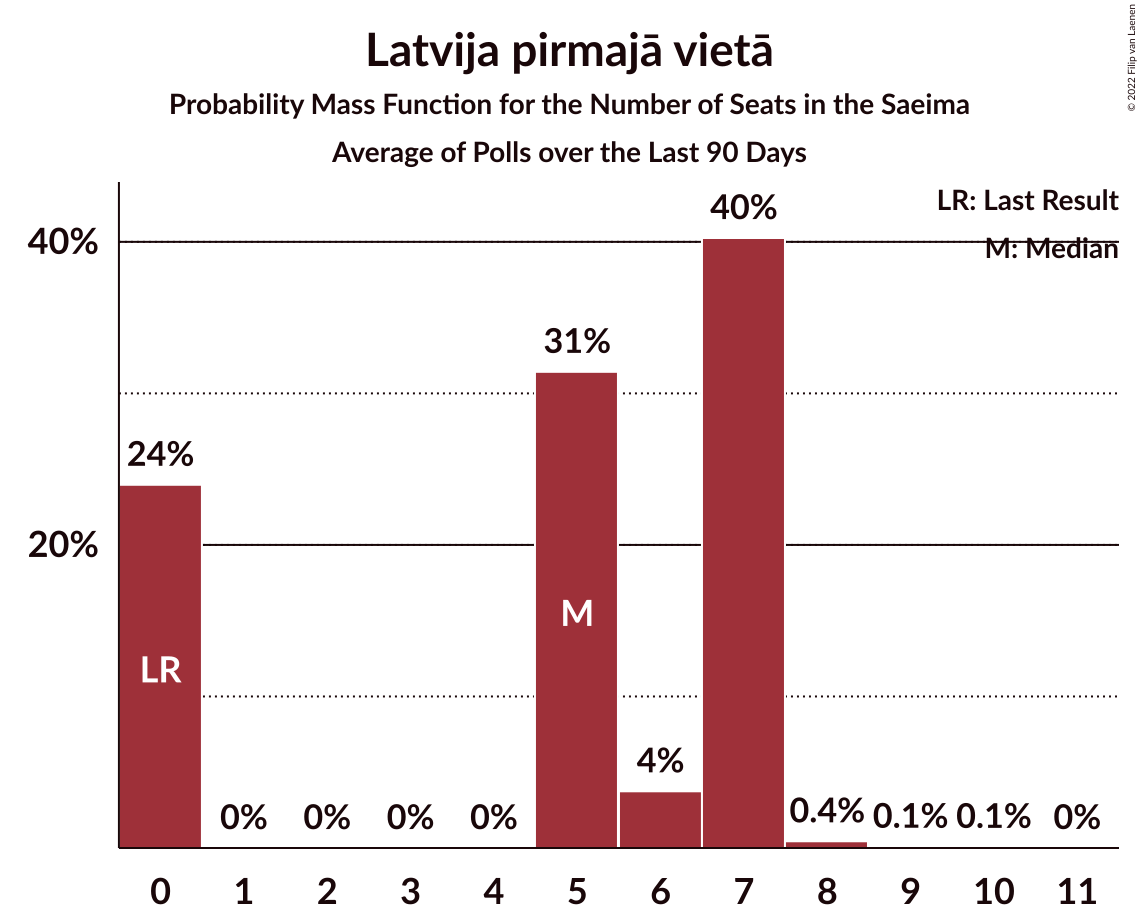 Latvija pirmajā vietā
Probability Mass Function for the Number of Seats in the Saeima
Average of Polls over the Last 90 Days
© 2022 Filip van Laenen
LR: Last Result
M: Median
40%
20%
24%
0%
0%
0%
0%
31%
4%
40%
0.4%
0.1%
0.1%
0%
LR
M
0 1 2 3 4 5 6 7 8 9 10 11